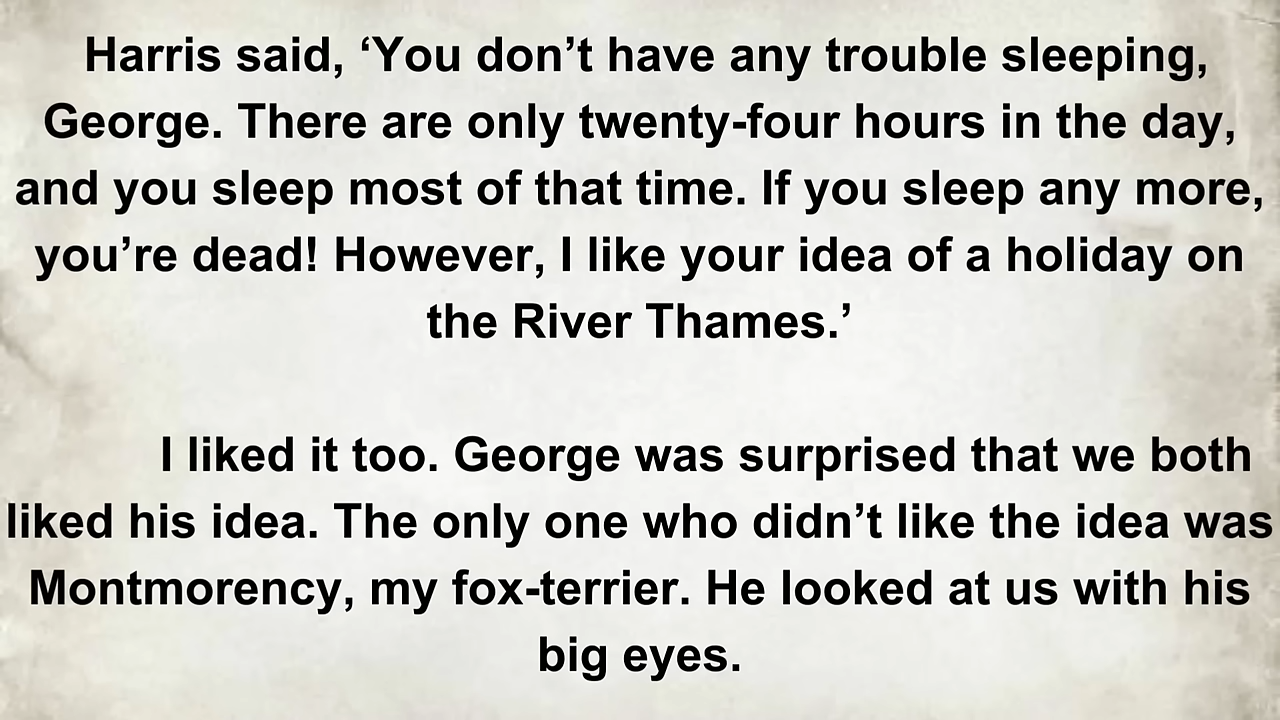 Harris said, ‘You don’t have any trouble sleeping,
George. There are only twenty-four hours in the day,
and you sleep most of that time. If you sleep any more,
you’re dead! However, I like your idea of a holiday on
the River Thames.’
I liked it too. George was surprised that we both
liked his idea. The only one who didn’t like the idea was
Montmorency, my fox-terrier. He looked at us with his
big eyes.